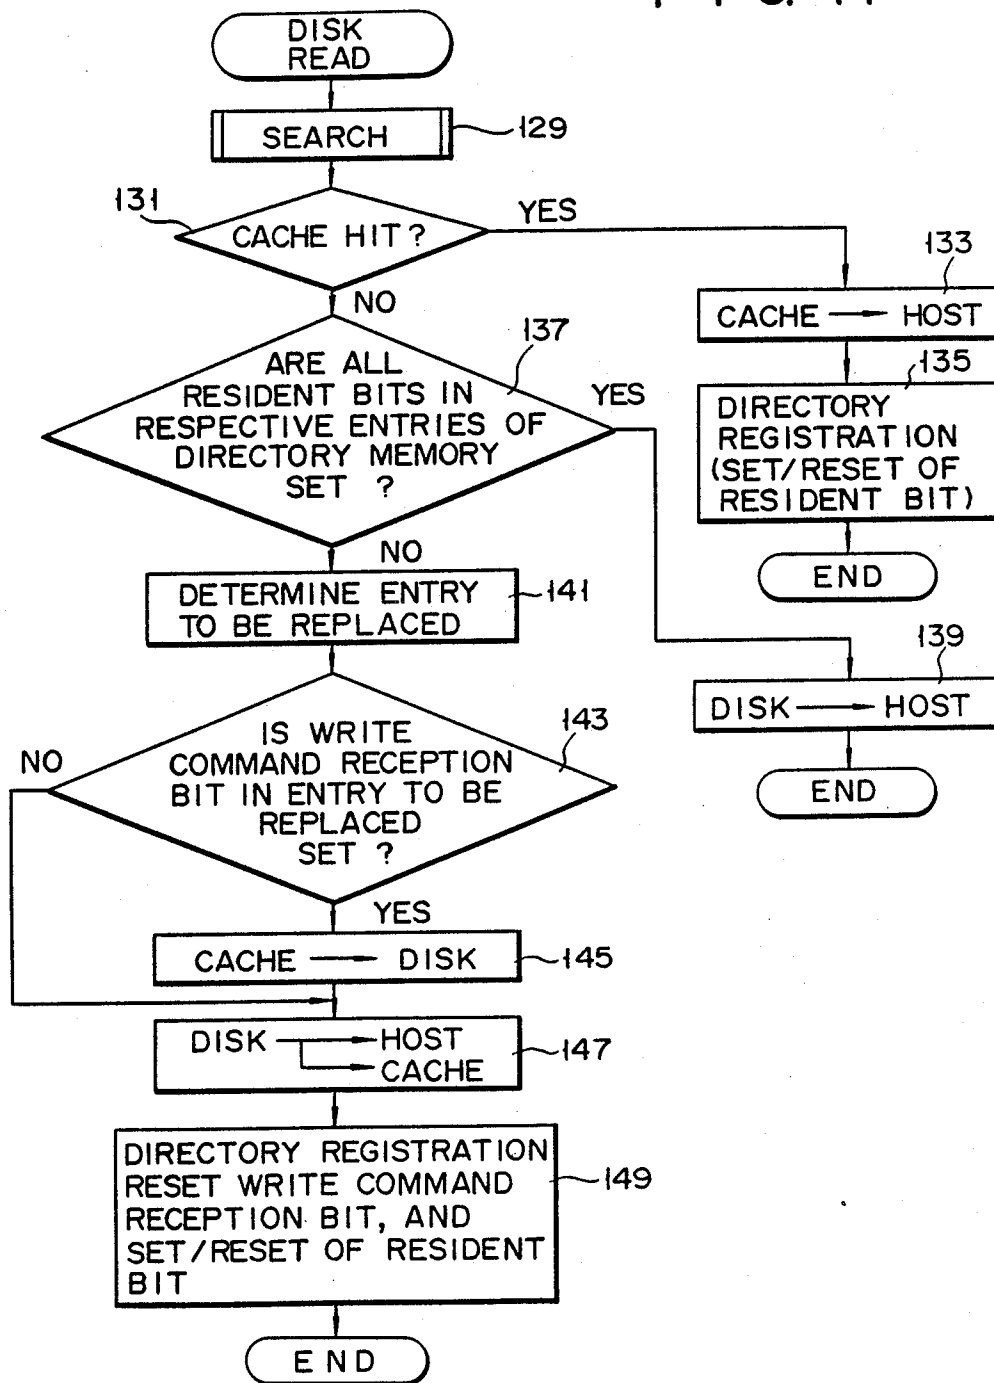 DISK
READ
SEARCH
129
131
CACHE HIT?
YES
NO
133
CACHE → HOST
135
DIRECTORY
REGISTRATION
(SET/RESET OF
RESIDENT BIT)
END
137
ARE ALL
RESIDENT BITS IN
RESPECTIVE ENTRIES OF
DIRECTORY MEMORY
SET ?
YES
NO
139
DISK → HOST
END
DETERMINE ENTRY
TO BE REPLACED
141
143
IS WRITE
COMMAND RECEPTION
BIT IN ENTRY TO BE
REPLACED
SET ?
NO
YES
CACHE → DISK
145
DISK → HOST
→ CACHE
147
DIRECTORY REGISTRATION
RESET WRITE COMMAND
RECEPTION BIT, AND
SET/RESET OF RESIDENT
BIT
149
END